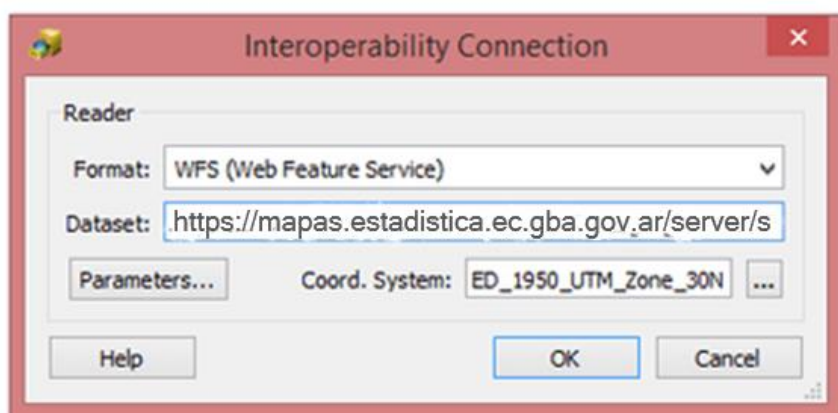 Interoperability Connection
Reader
Format: WFS (Web Feature Service)
Dataset: https://mapas.estadistica.ec.gba.gov.ar/server/s
Parameters... Coord. System: ED_1950_UTM_Zone_30N ...
Help OK Cancel